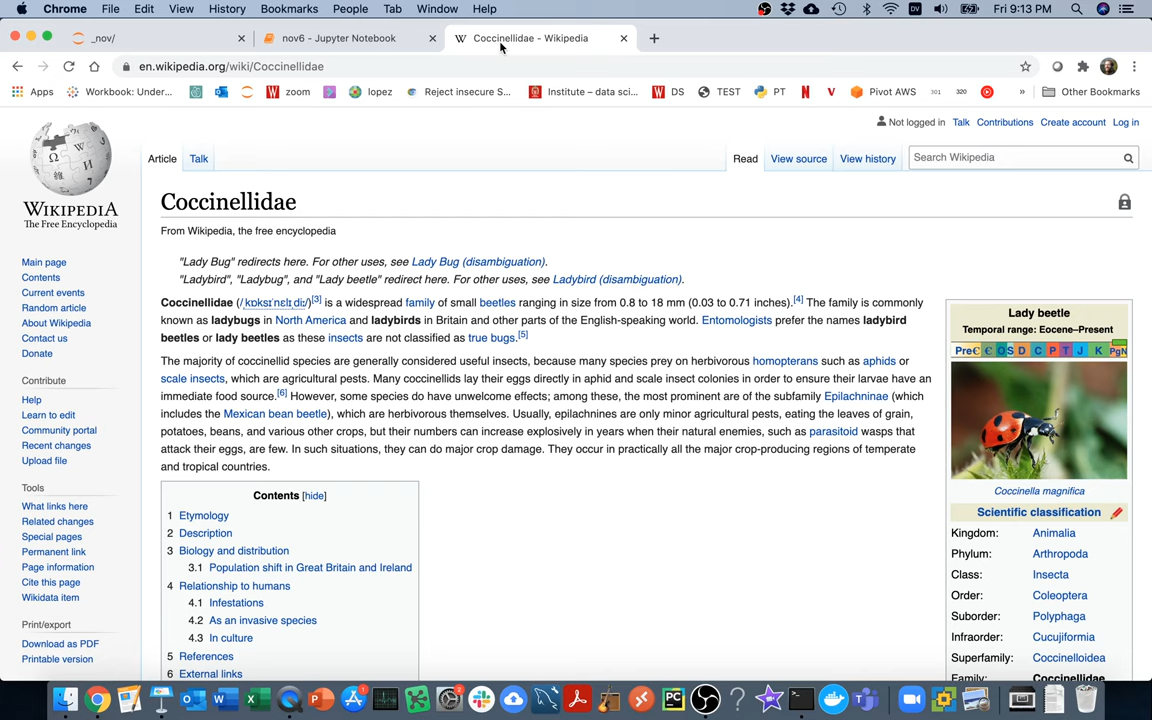 Chrome File Edit View History Bookmarks People Tab Window Help Fri 9:13 PM
_nov/ nov6 - Jupyter Notebook Coccinellidae - Wikipedia
en.wikipedia.org/wiki/Coccinellidae
Apps Workbook: Under... zoom lopez Reject insecure S... Institute – data sci... DS TEST PT Pivot AWS » Other Bookmarks
Not logged in Talk Contributions Create account Log in
Article Talk Read View source View history Search Wikipedia
WIKIPEDIA
The Free Encyclopedia
Main page
Contents
Current events
Random article
About Wikipedia
Contact us
Donate
Contribute
Help
Learn to edit
Community portal
Recent changes
Upload file
Tools
What links here
Related changes
Special pages
Permanent link
Page information
Cite this page
Wikidata item
Print/export
Download as PDF
Printable version
Coccinellidae
From Wikipedia, the free encyclopedia
"Lady Bug" redirects here. For other uses, see Lady Bug (disambiguation).
"Ladybird", "Ladybug", and "Lady beetle" redirect here. For other uses, see Ladybird (disambiguation).
Coccinellidae (/ˌkɒksɪˈnɛlɪˌdiː/)[3] is a widespread family of small beetles ranging in size from 0.8 to 18 mm (0.03 to 0.71 inches).[4] The family is commonly
known as ladybugs in North America and ladybirds in Britain and other parts of the English-speaking world. Entomologists prefer the names ladybird
beetles or lady beetles as these insects are not classified as true bugs.[5]
The majority of coccinellid species are generally considered useful insects, because many species prey on herbivorous homopterans such as aphids or
scale insects, which are agricultural pests. Many coccinellids lay their eggs directly in aphid and scale insect colonies in order to ensure their larvae have an
immediate food source.[6] However, some species do have unwelcome effects; among these, the most prominent are of the subfamily Epilachninae (which
includes the Mexican bean beetle), which are herbivorous themselves. Usually, epilachnines are only minor agricultural pests, eating the leaves of grain,
potatoes, beans, and various other crops, but their numbers can increase explosively in years when their natural enemies, such as parasitoid wasps that
attack their eggs, are few. In such situations, they can do major crop damage. They occur in practically all the major crop-producing regions of temperate
and tropical countries.
Contents [hide]
1 Etymology
2 Description
3 Biology and distribution
3.1 Population shift in Great Britain and Ireland
4 Relationship to humans
4.1 Infestations
4.2 As an invasive species
4.3 In culture
5 References
6 External links
Lady beetle
Temporal range: Eocene–Present
PreꞒ Ꞓ O S D C P T J K PgN
Coccinella magnifica
Scientific classification
Kingdom: Animalia
Phylum: Arthropoda
Class: Insecta
Order: Coleoptera
Suborder: Polyphaga
Infraorder: Cucujiformia
Superfamily: Coccinelloidea
Family: Coccinellidae